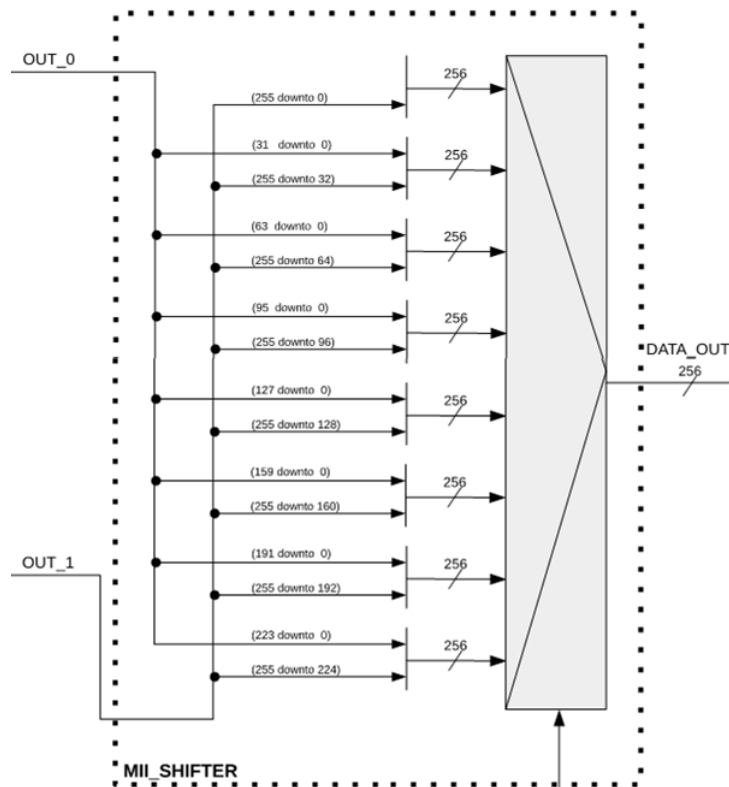 OUT_0
256
(255 downto 0)
(31 downto 0)
256
(255 downto 32)
(63 downto 0)
256
(255 downto 64)
(95 downto 0)
256
(255 downto 96)
DATA_OUT
256
(127 downto 0)
256
(255 downto 128)
(159 downto 0)
256
(255 downto 160)
OUT_1
(191 downto 0)
256
(255 downto 192)
(223 downto 0)
256
(255 downto 224)
MII_SHIFTER